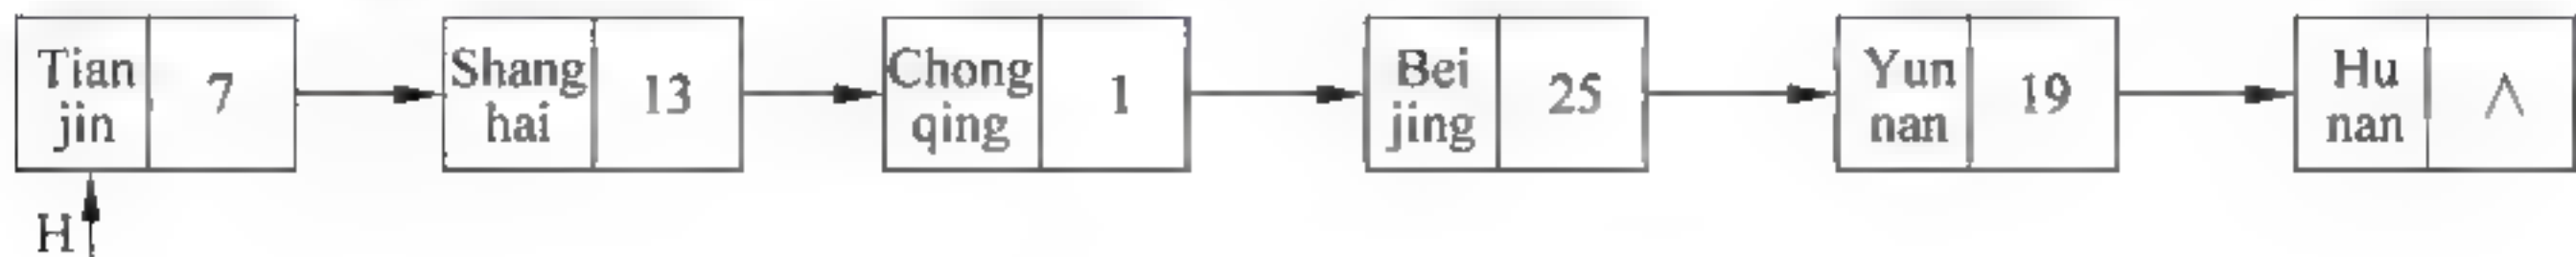 Tian Shang Chong Bei Yun Hu
7 13 1 25 19 ∧
jin hai qing jing nan nan
H